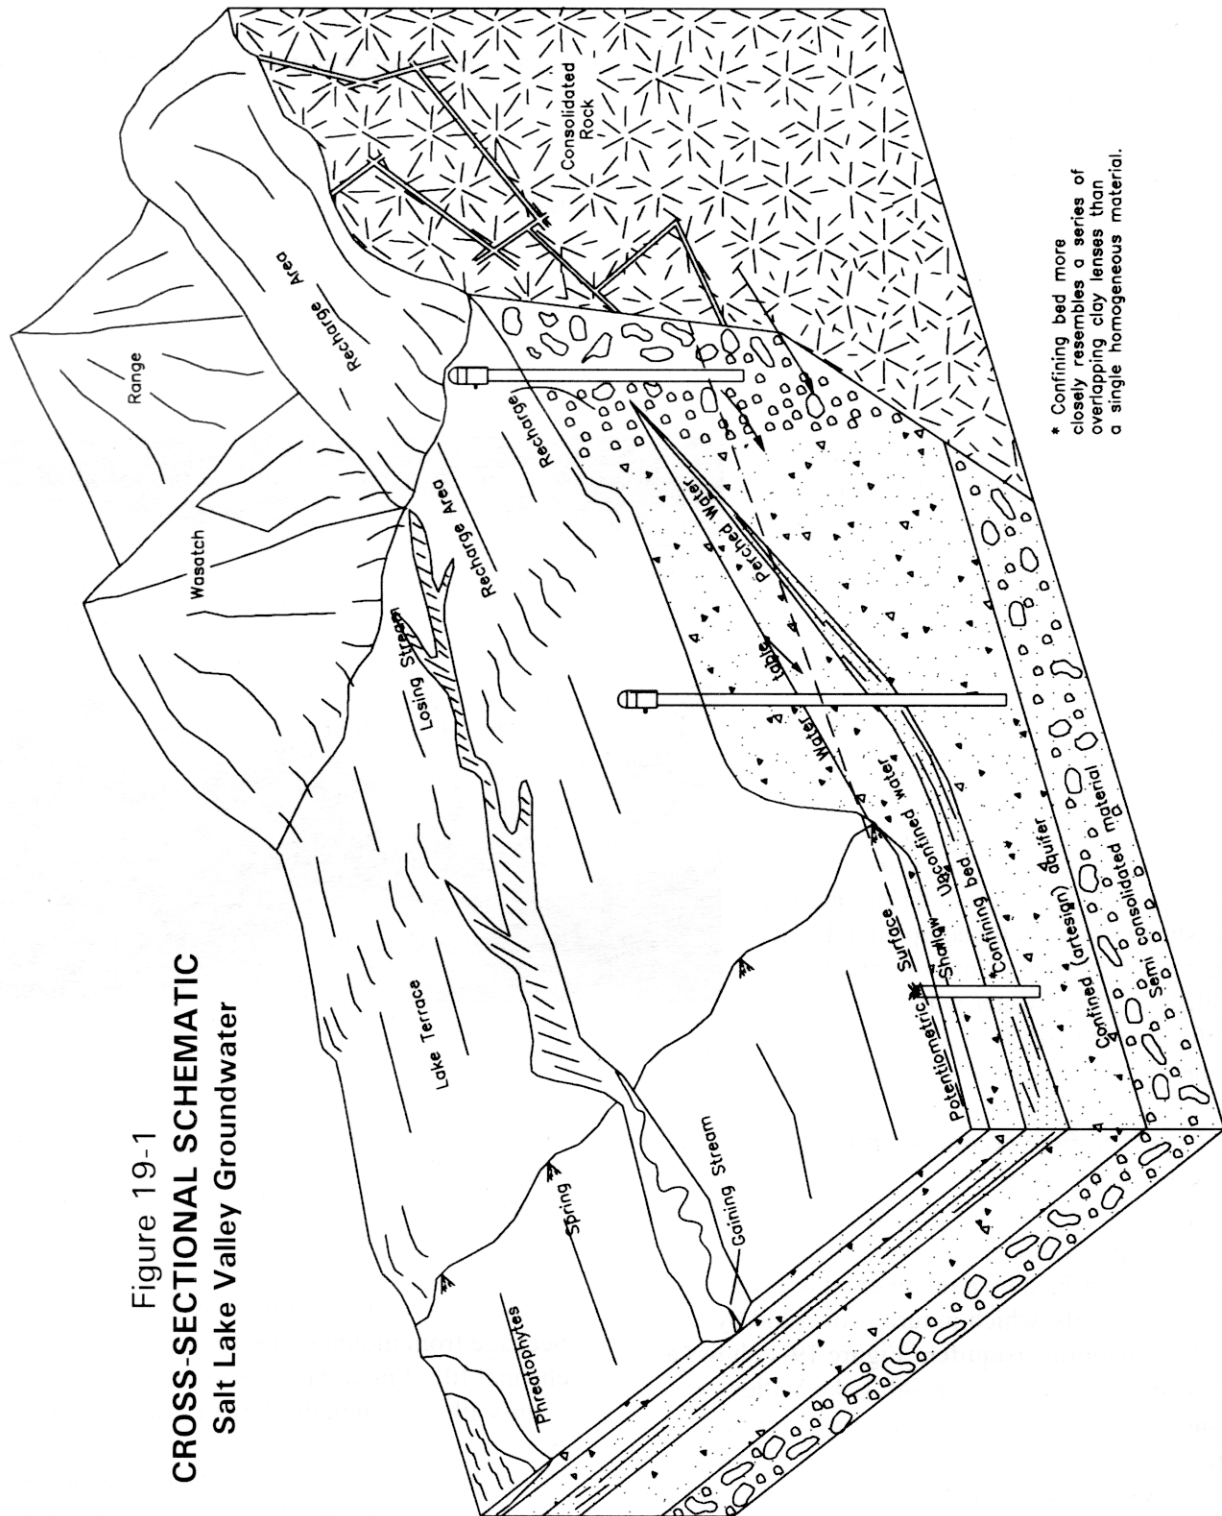 Figure 19-1
CROSS-SECTIONAL SCHEMATIC
Salt Lake Valley Groundwater
Wasatch
Range
Recharge Area
Consolidated
Rock
Losing Stream
Recharge Area
Recharge
Lake Terrace
Perched Water
Water table
Spring
Phreatophytes
Gaining Stream
Potentiometric Surface
Shallow Unconfined water
*Confining bed
Confined (artesian) aquifer
Semi consolidated material
* Confining bed more
closely resembles a series of
overlapping clay lenses than
a single homogeneous material.